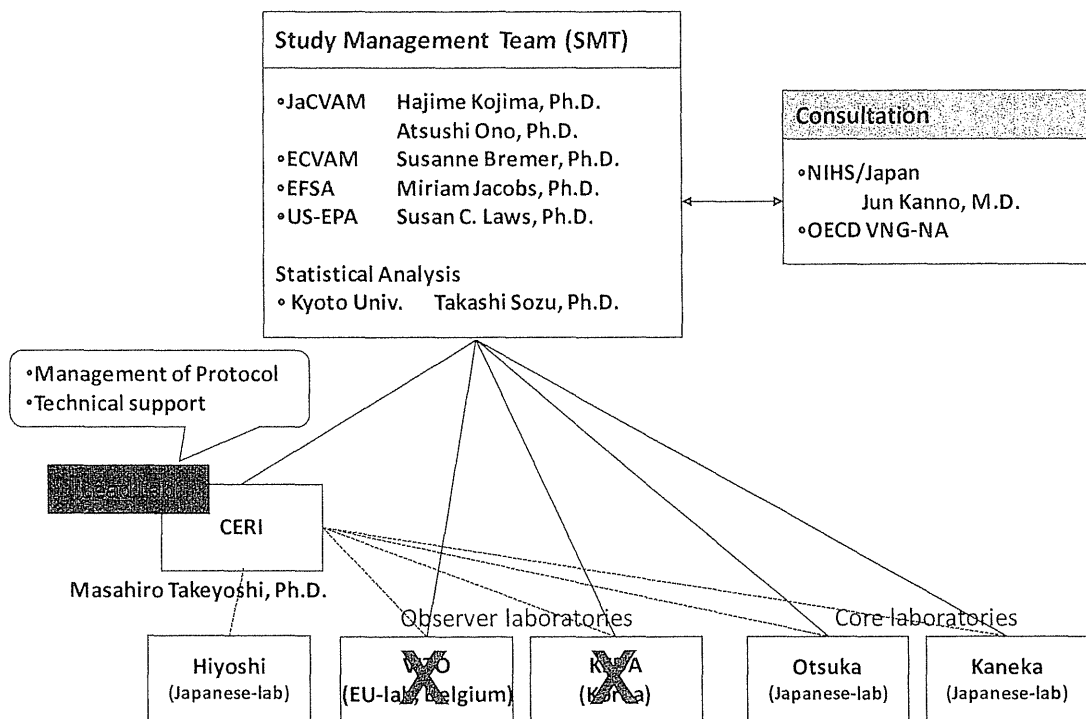 Study Management Team (SMT)
•JaCVAM Hajime Kojima, Ph.D.
Atsushi Ono, Ph.D.
•ECVAM Susanne Bremer, Ph.D.
•EFSA Miriam Jacobs, Ph.D.
•US-EPA Susan C. Laws, Ph.D.
Statistical Analysis
• Kyoto Univ. Takashi Sozu, Ph.D.
Consultation
•NIHS/Japan
Jun Kanno, M.D.
•OECD VNG-NA
•Management of Protocol
•Technical support
Lead lab
CERI
Masahiro Takeyoshi, Ph.D.
Observer laboratories
Core laboratories
Hiyoshi
(Japanese-lab)
(EU-lab, Belgium)
(Korea)
Otsuka
(Japanese-lab)
Kaneka
(Japanese-lab)